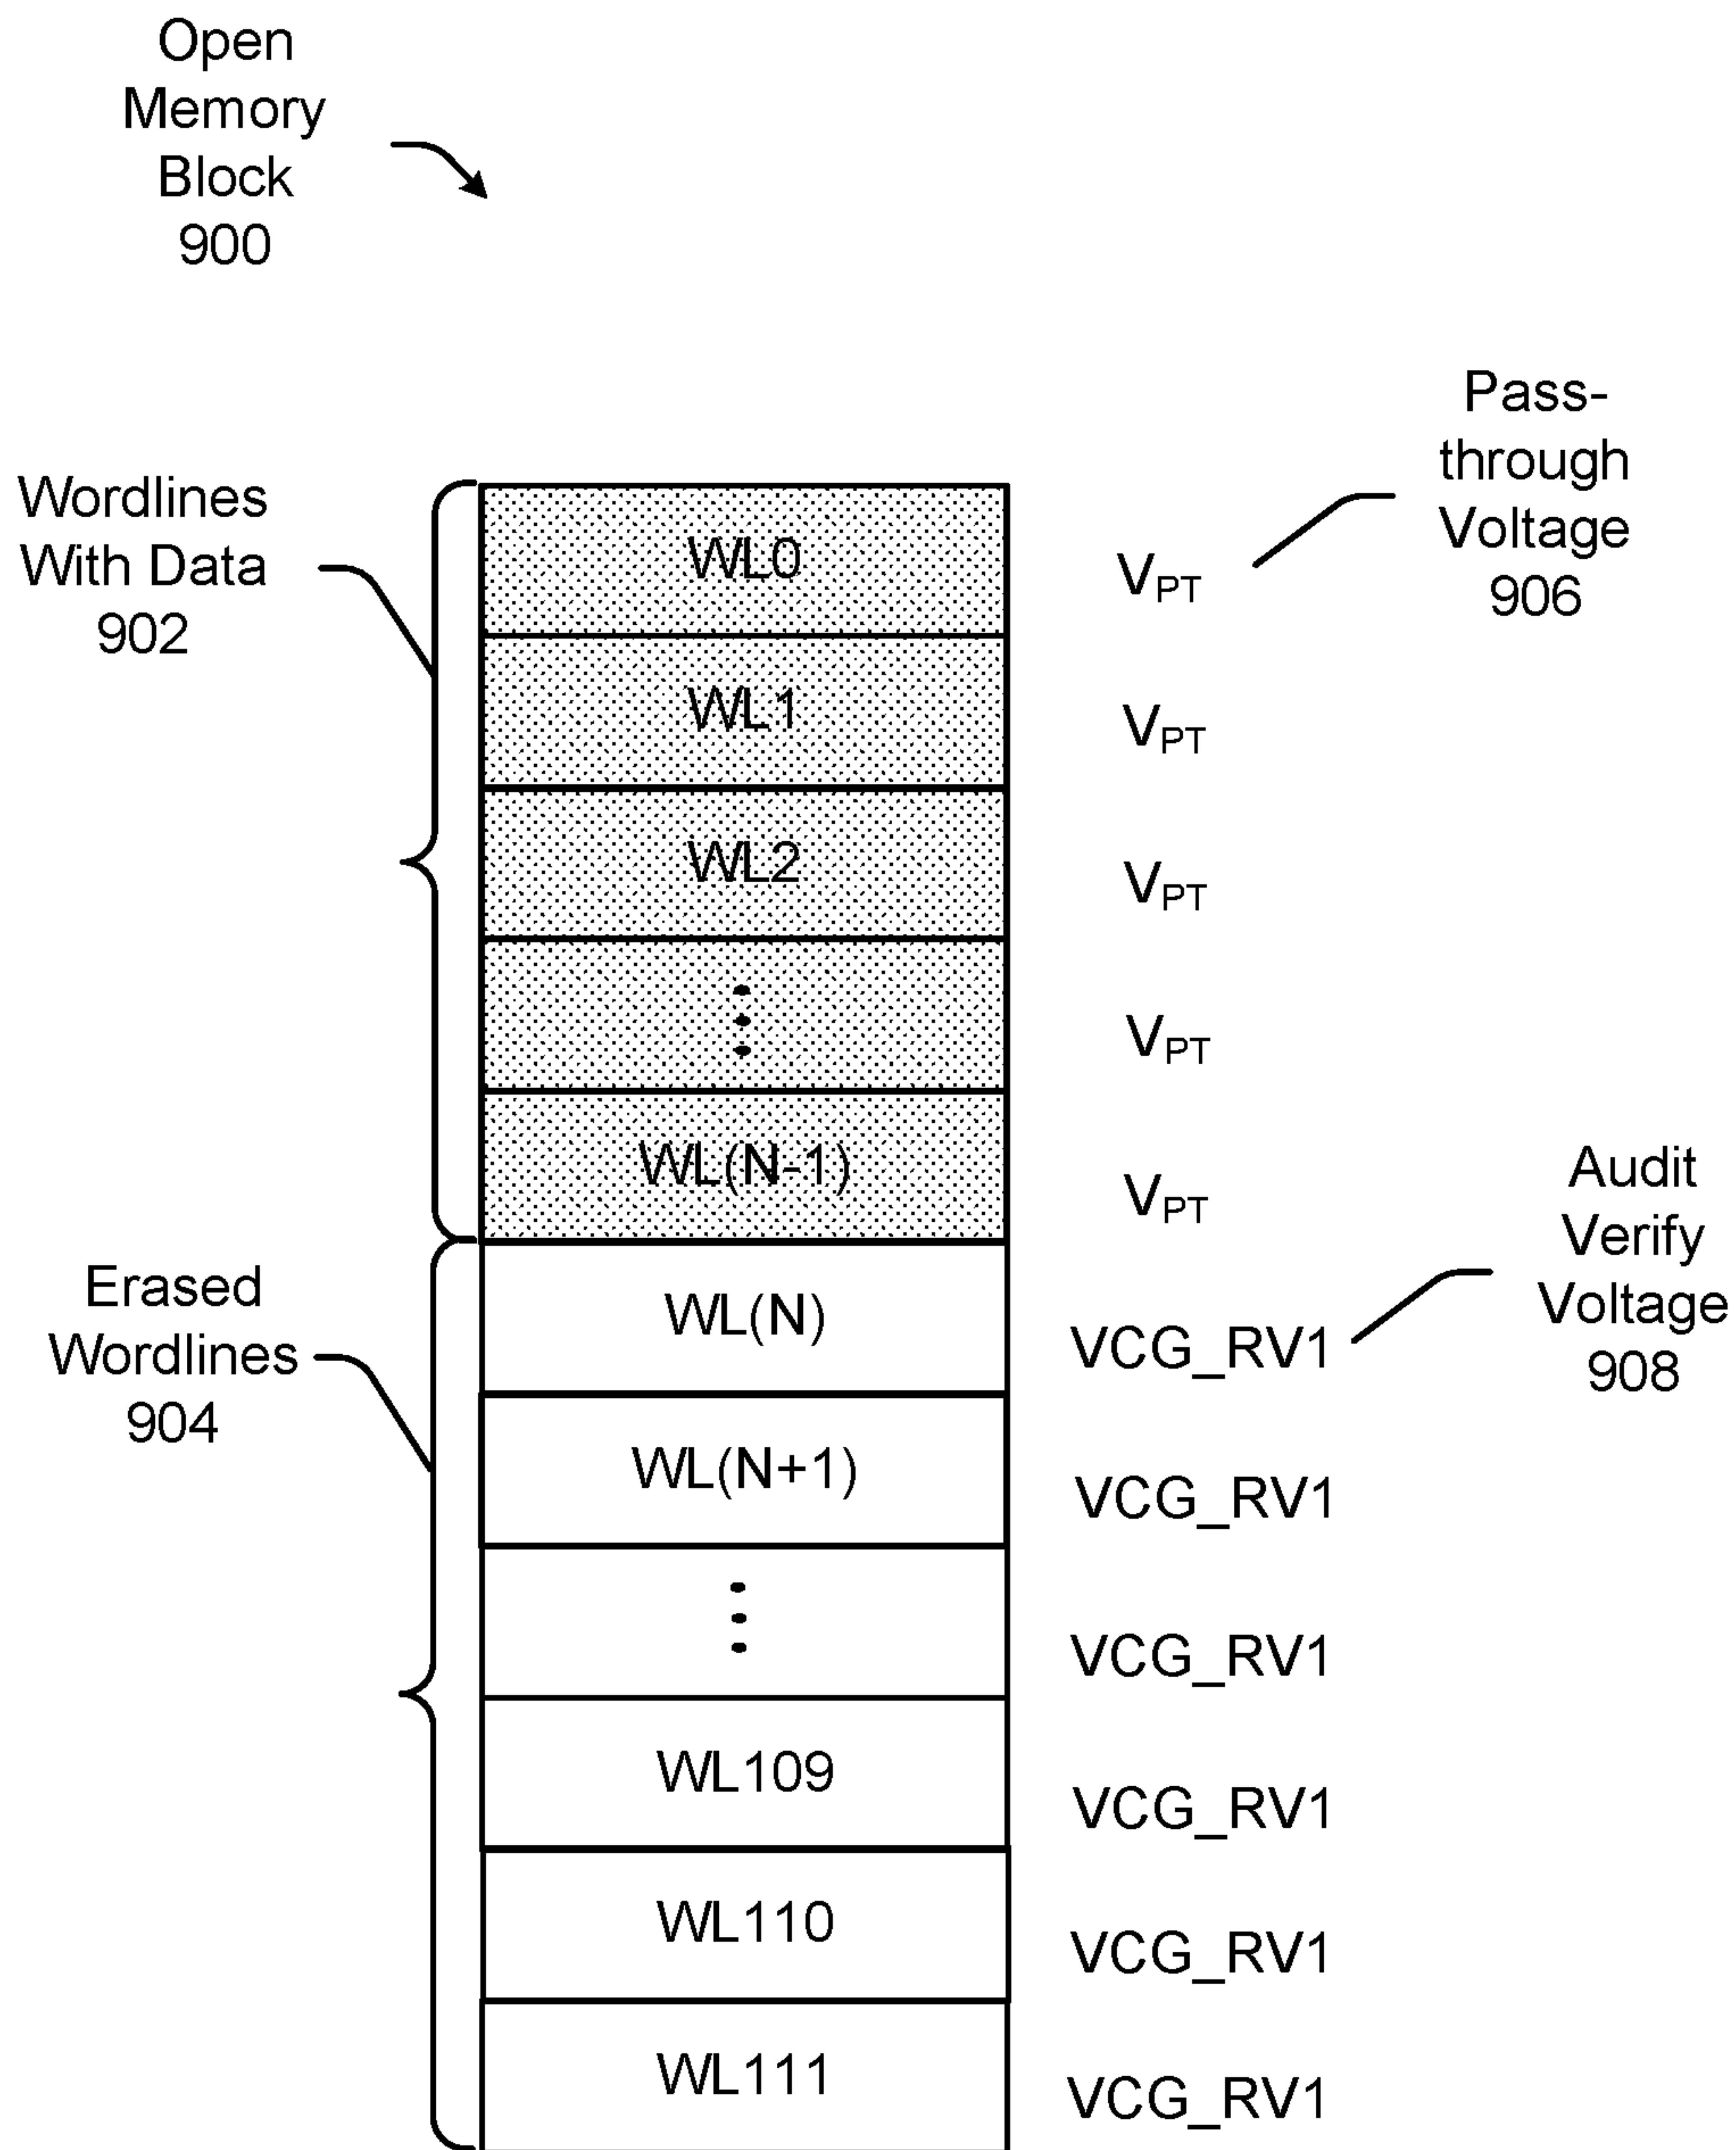 Open
Memory
Block
900
Pass-
through
Voltage
906
Wordlines
With Data
902
WL0
VPT
WL1
VPT
WL2
VPT
⋮
VPT
WL(N-1)
VPT
Audit
Verify
Voltage
908
Erased
Wordlines
904
WL(N)
VCG_RV1
WL(N+1)
VCG_RV1
⋮
VCG_RV1
WL109
VCG_RV1
WL110
VCG_RV1
WL111
VCG_RV1